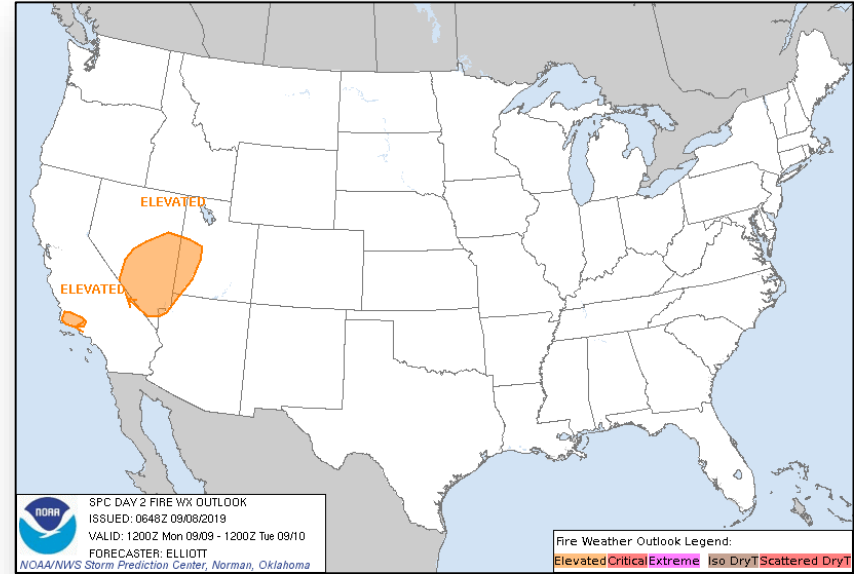 ELEVATED
ELEVATED
NOAA
SPC DAY 2 FIRE WX OUTLOOK
ISSUED: 0648Z 09/08/2019
VALID: 1200Z Mon 09/09 - 1200Z Tue 09/10
FORECASTER: ELLIOTT
NOAA/NWS Storm Prediction Center, Norman, Oklahoma
Fire Weather Outlook Legend:
Elevated Critical Extreme Iso DryT Scattered DryT